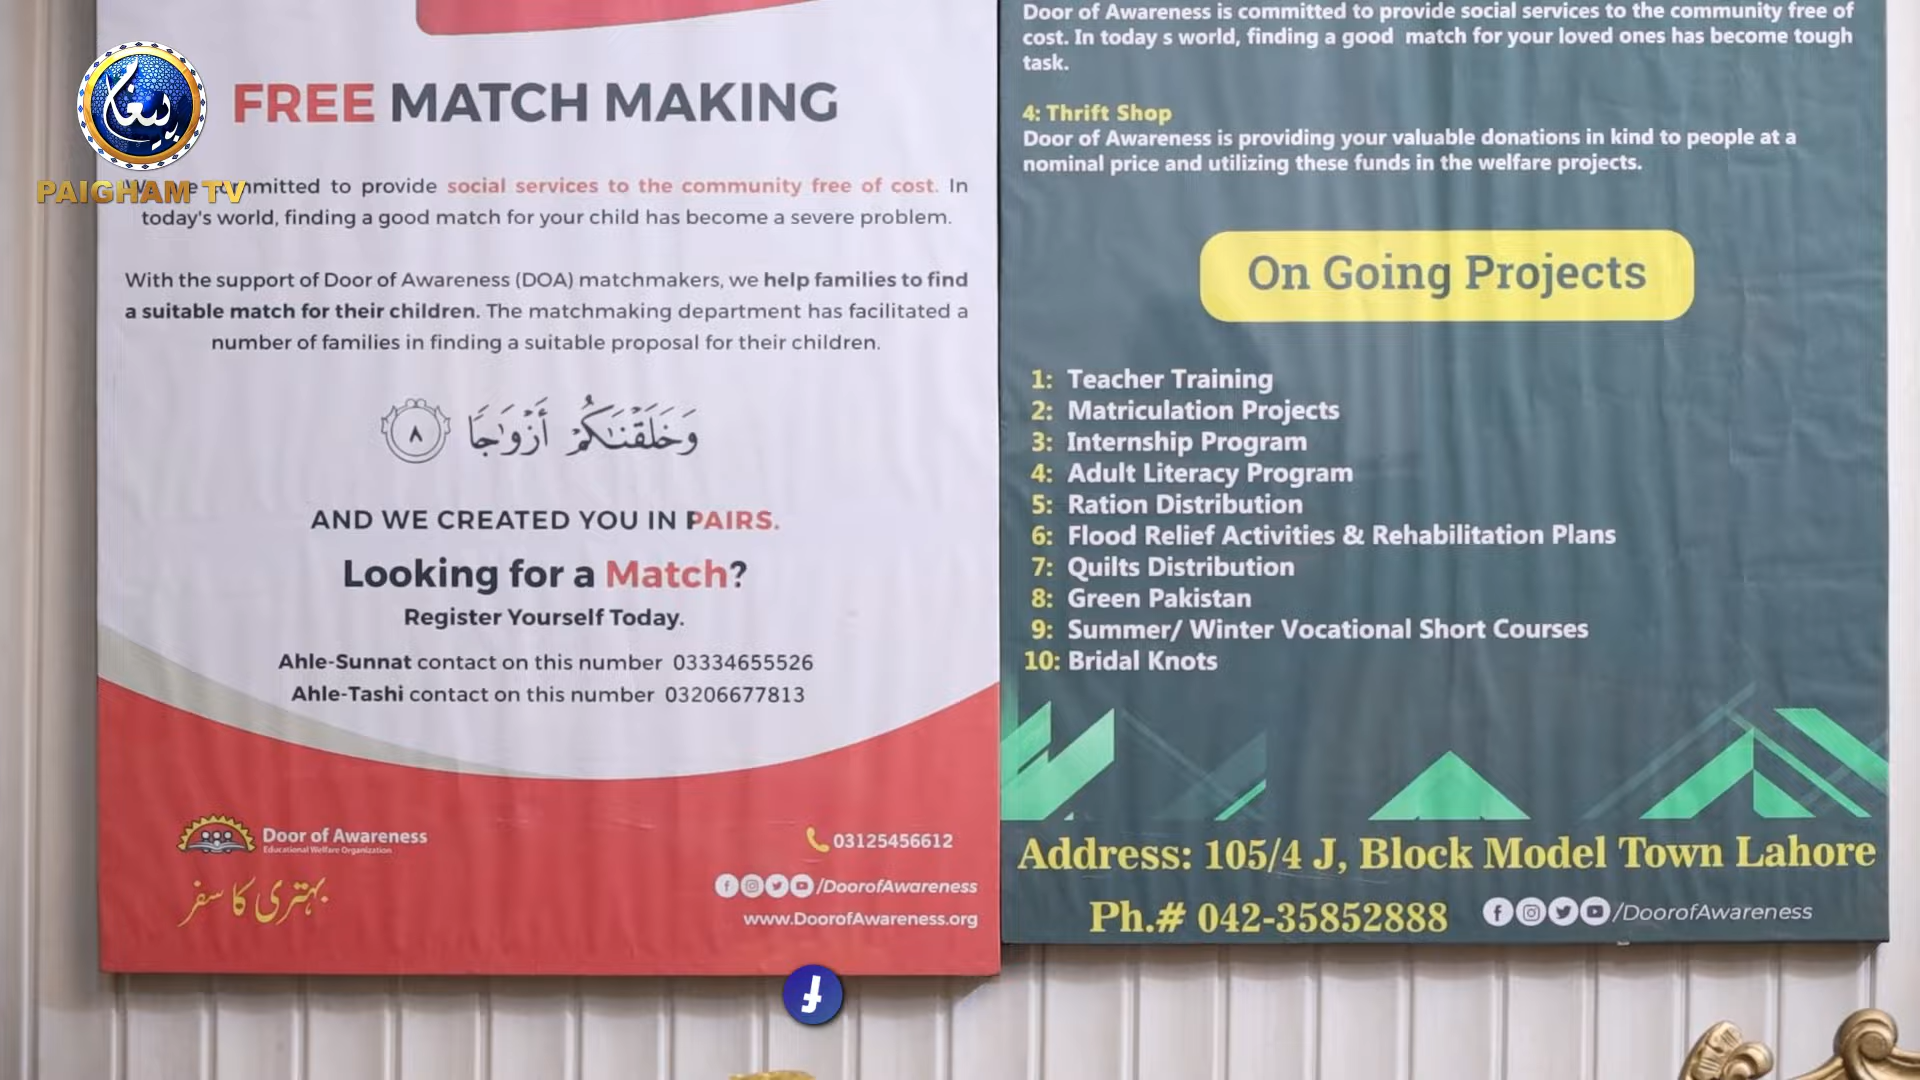 پیغام
PAIGHAM TV
FREE MATCH MAKING
mmitted to provide social services to the community free of cost. In
today's world, finding a good match for your child has become a severe problem.
With the support of Door of Awareness (DOA) matchmakers, we help families to find
a suitable match for their children. The matchmaking department has facilitated a
number of families in finding a suitable proposal for their children.
وَخَلَقْنَـٰكُمْ أَزْوَٰجًا ٨
AND WE CREATED YOU IN PAIRS.
Looking for a Match?
Register Yourself Today.
Ahle-Sunnat contact on this number 03334655526
Ahle-Tashi contact on this number 03206677813
Door of Awareness
Educational Welfare Organization
بہتری کا سفر
03125456612
/DoorofAwareness
www.DoorofAwareness.org
Door of Awareness is committed to provide social services to the community free of
cost. In today s world, finding a good match for your loved ones has become tough
task.
4: Thrift Shop
Door of Awareness is providing your valuable donations in kind to people at a
nominal price and utilizing these funds in the welfare projects.
On Going Projects
1: Teacher Training
2: Matriculation Projects
3: Internship Program
4: Adult Literacy Program
5: Ration Distribution
6: Flood Relief Activities & Rehabilitation Plans
7: Quilts Distribution
8: Green Pakistan
9: Summer/ Winter Vocational Short Courses
10: Bridal Knots
Address: 105/4 J, Block Model Town Lahore
Ph.# 042-35852888
/DoorofAwareness